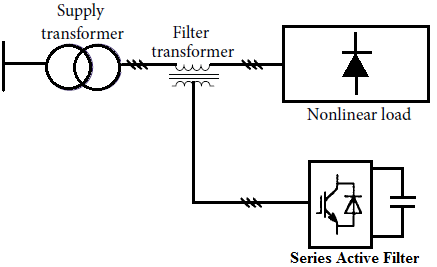 Supply
transformer
Filter
transformer
Nonlinear load
Series Active Filter